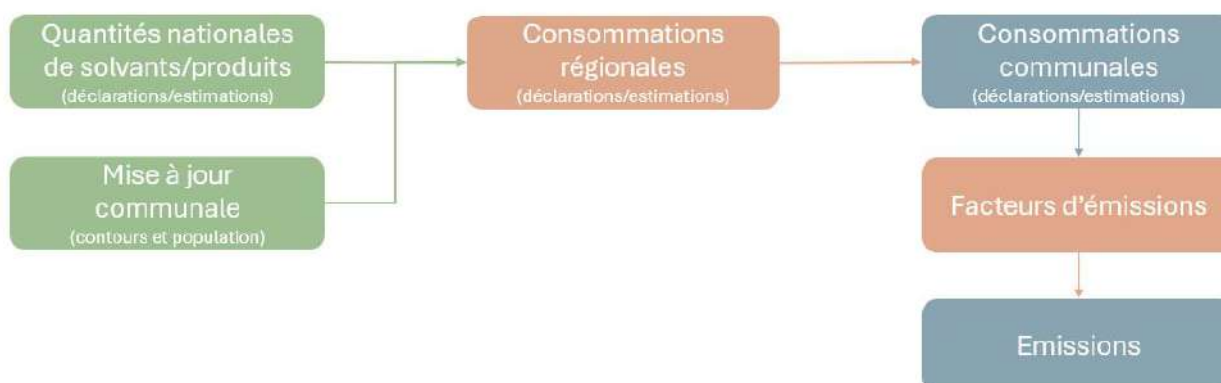 Quantités nationales
de solvants/produits
(déclarations/estimations)
Mise à jour
communale
(contours et population)
Consommations
régionales
(déclarations/estimations)
Consommations
communales
(déclarations/estimations)
Facteurs d'émissions
Emissions